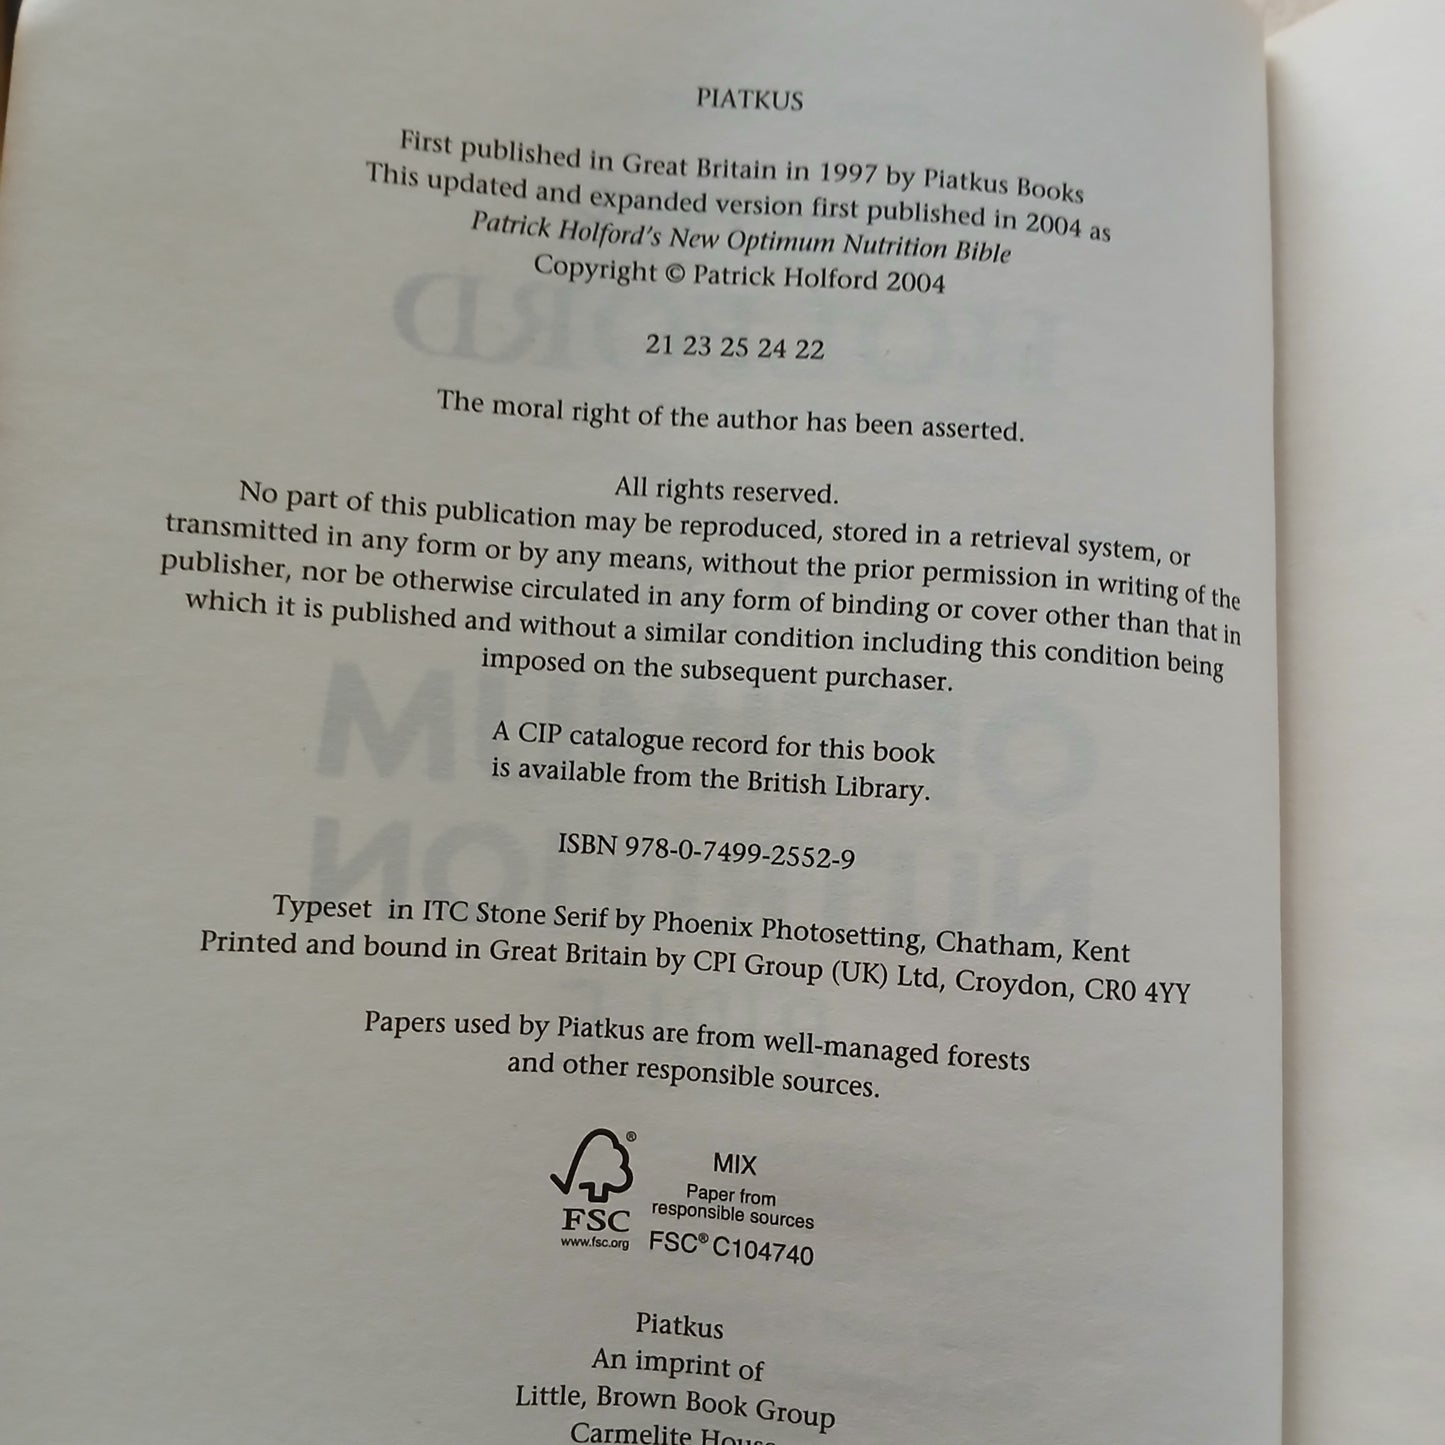 PIATKUS
First published in Great Britain in 1997 by Piatkus Books
This updated and expanded version first published in 2004 as
Patrick Holford's New Optimum Nutrition Bible
Copyright © Patrick Holford 2004
21 23 25 24 22
The moral right of the author has been asserted.
All rights reserved.
No part of this publication may be reproduced, stored in a retrieval system, or
transmitted in any form or by any means, without the prior permission in writing of the
publisher, nor be otherwise circulated in any form of binding or cover other than that in
which it is published and without a similar condition including this condition being
imposed on the subsequent purchaser.
A CIP catalogue record for this book
is available from the British Library.
ISBN 978-0-7499-2552-9
Typeset in ITC Stone Serif by Phoenix Photosetting, Chatham, Kent
Printed and bound in Great Britain by CPI Group (UK) Ltd, Croydon, CR0 4YY
Papers used by Piatkus are from well-managed forests
and other responsible sources.
FSC
www.fsc.org
MIX
Paper from
responsible sources
FSC® C104740
Piatkus
An imprint of
Little, Brown Book Group
Carmelite House